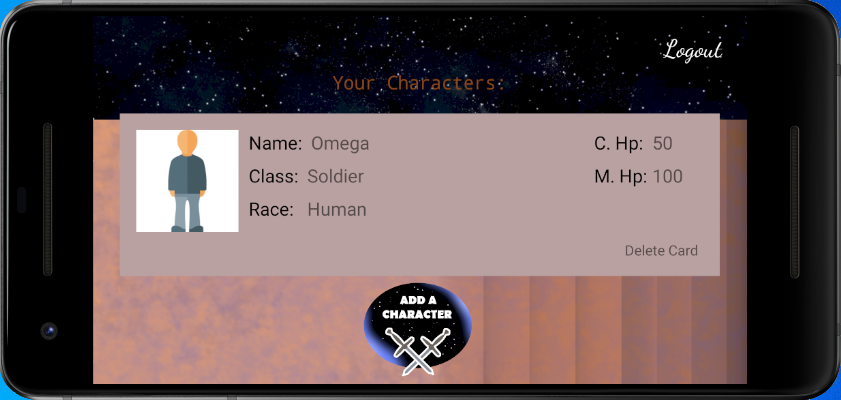 Logout
Your Characters:
Name: Omega
C. Hp: 50
Class: Soldier
M. Hp: 100
Race: Human
Delete Card
ADD A
CHARACTER